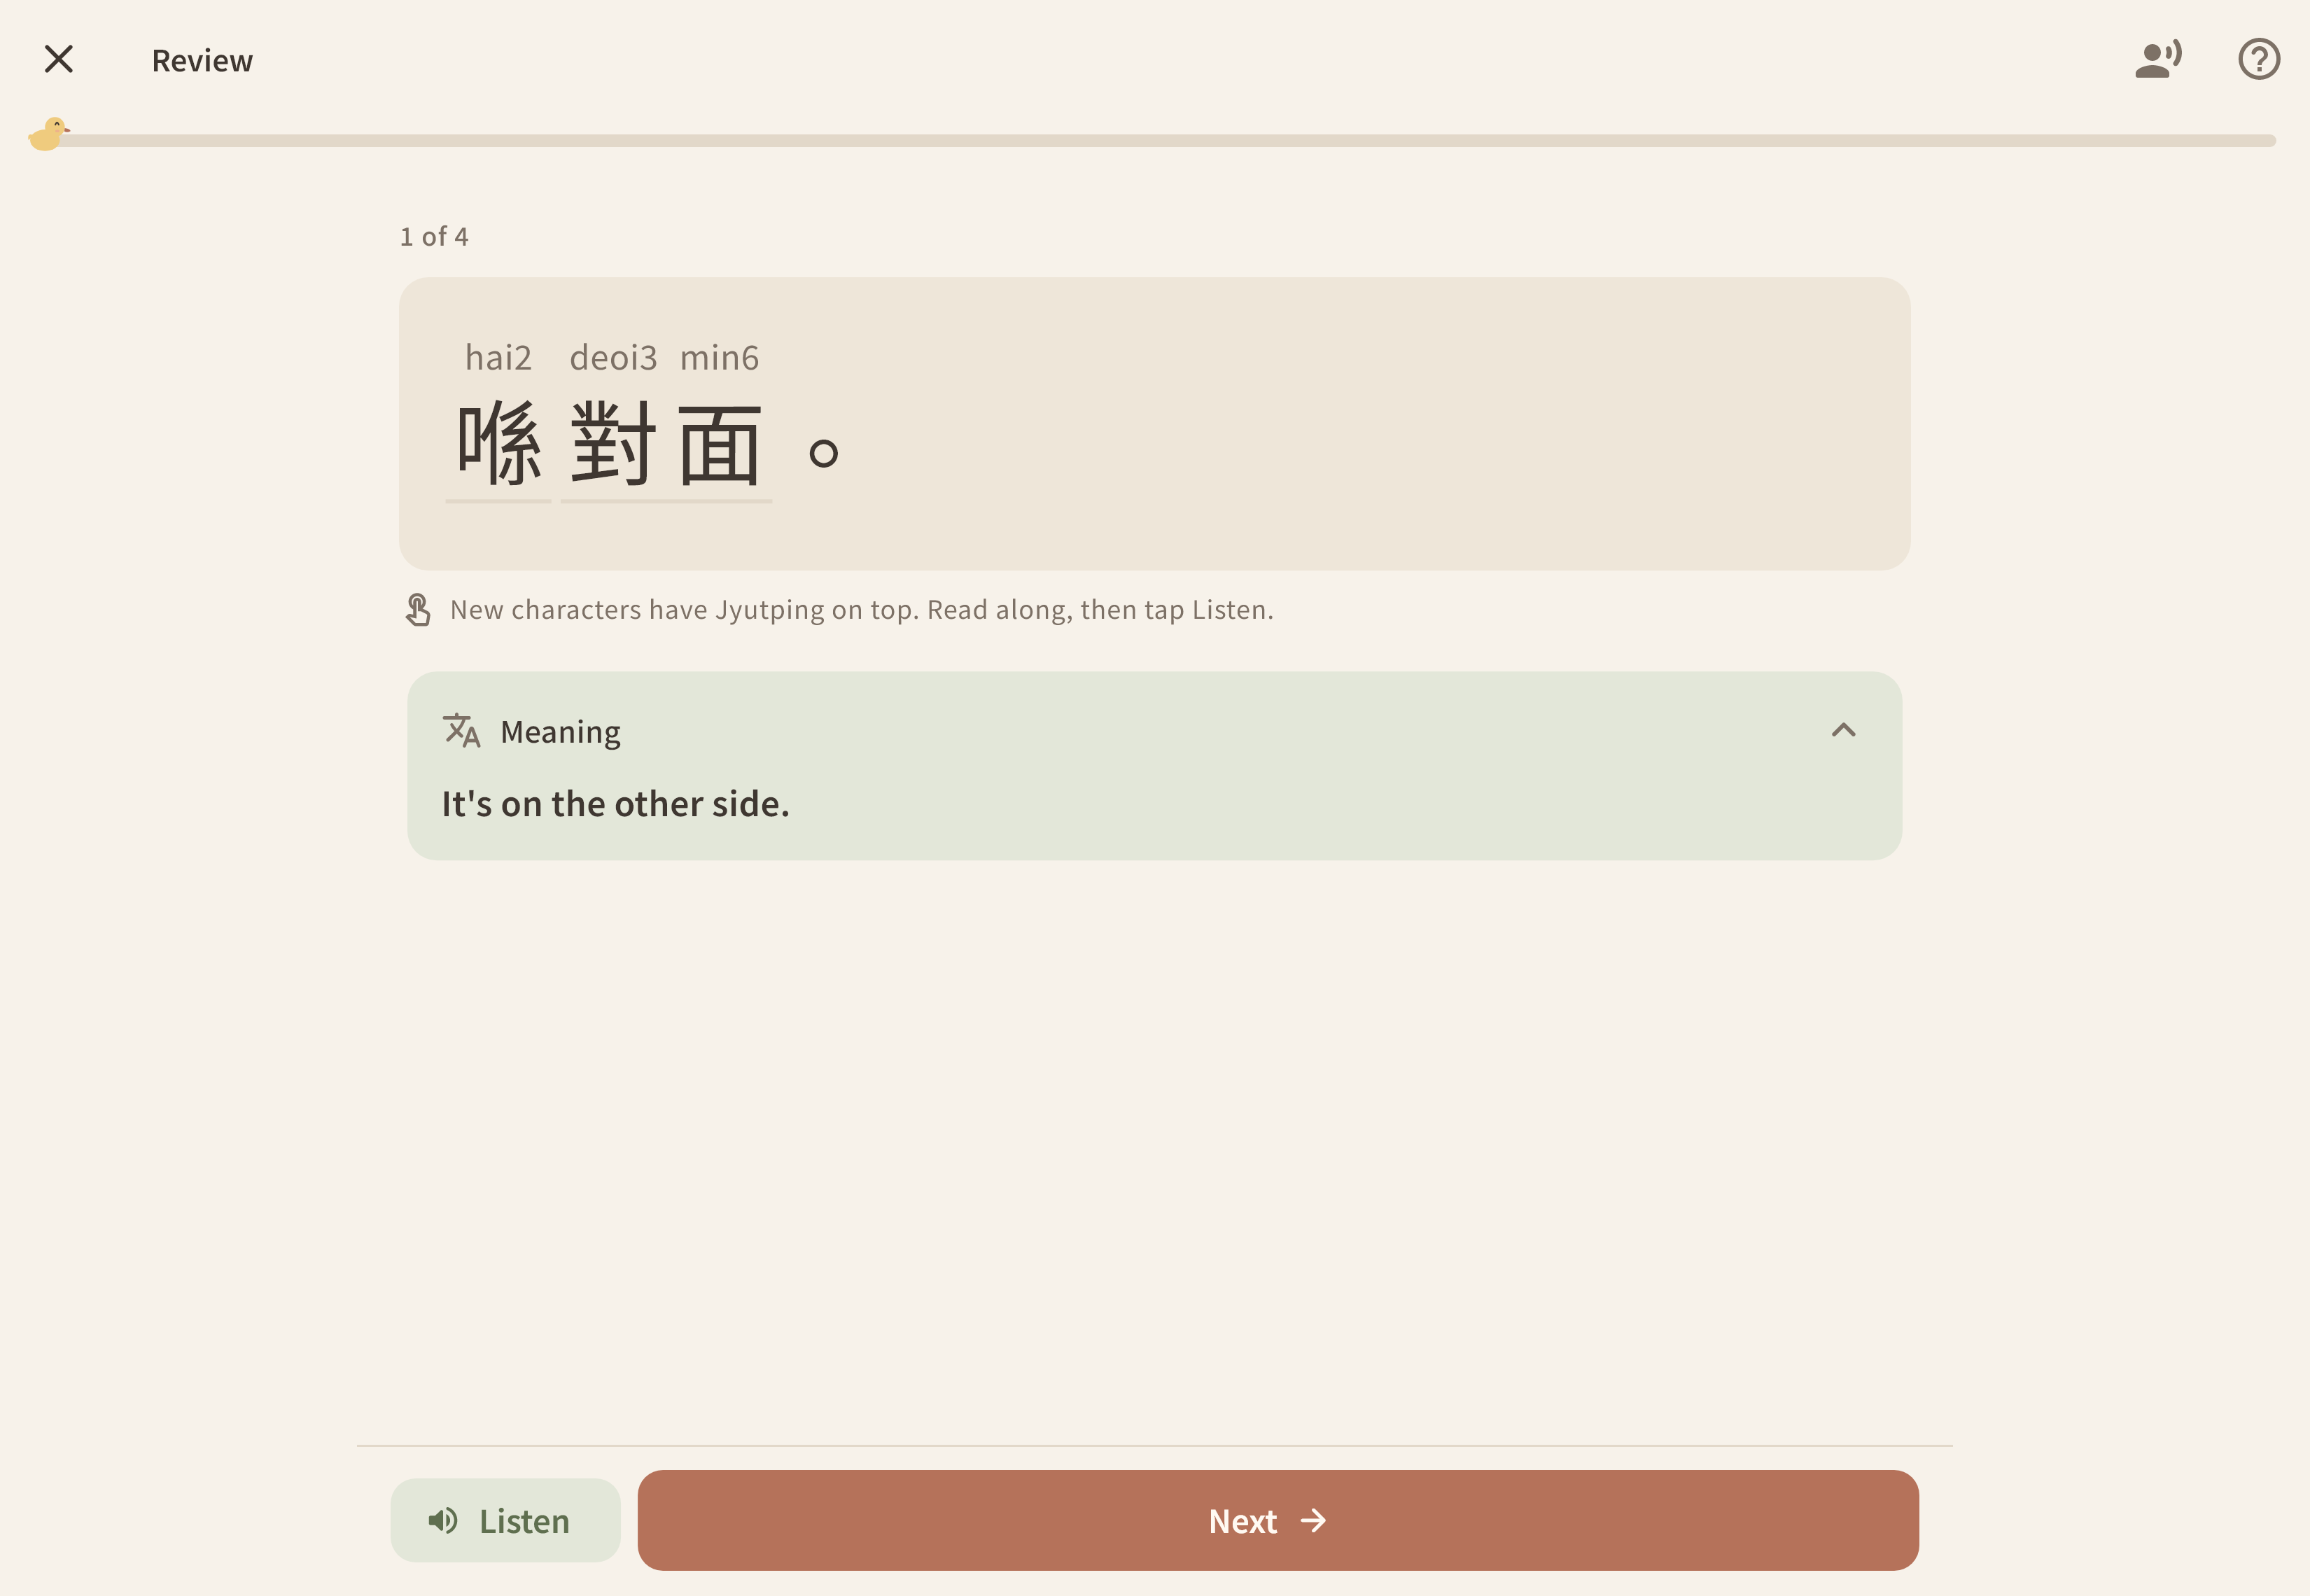 Review
1 of 4
hai2 deoi3 min6
喺對面。
New characters have Jyutping on top. Read along, then tap Listen.
Meaning
It's on the other side.
Listen
Next